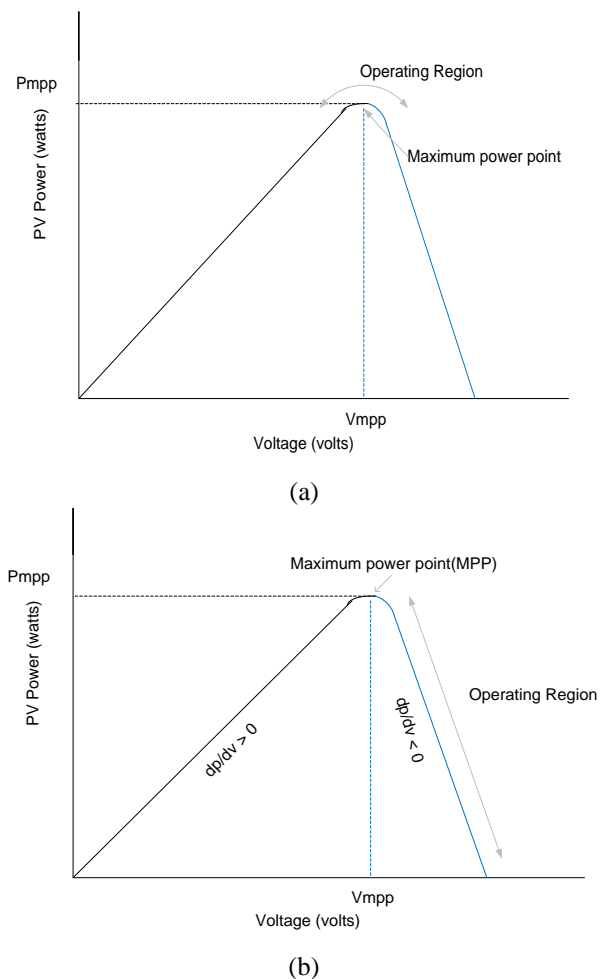 Pmpp
Operating Region
Maximum power point
PV Power (watts)
Vmpp
Voltage (volts)
(a)
Maximum power point(MPP)
Pmpp
PV Power (watts)
Operating Region
dp/dv > 0
dp/dv < 0
Vmpp
Voltage (volts)
(b)